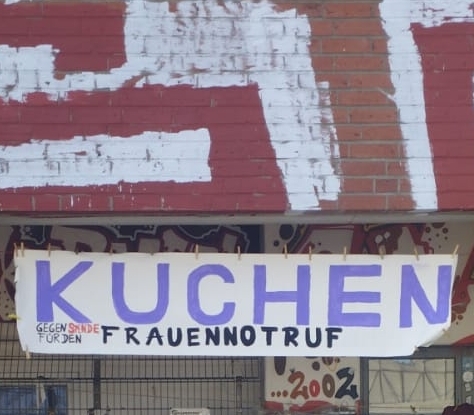 KUCHEN
GEGEN SPENDE
FÜR DEN FRAUENNOTRUF
...2002